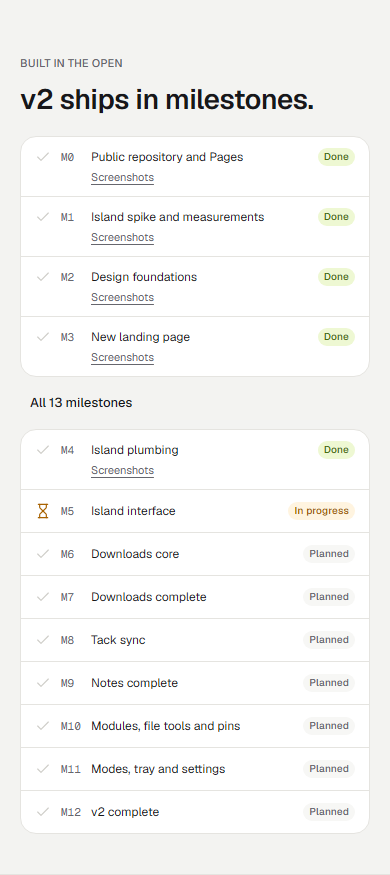 BUILT IN THE OPEN
v2 ships in milestones.
M0 Public repository and Pages Done
Screenshots
M1 Island spike and measurements Done
Screenshots
M2 Design foundations Done
Screenshots
M3 New landing page Done
Screenshots
All 13 milestones
M4 Island plumbing Done
Screenshots
M5 Island interface In progress
M6 Downloads core Planned
M7 Downloads complete Planned
M8 Tack sync Planned
M9 Notes complete Planned
M10 Modules, file tools and pins Planned
M11 Modes, tray and settings Planned
M12 v2 complete Planned